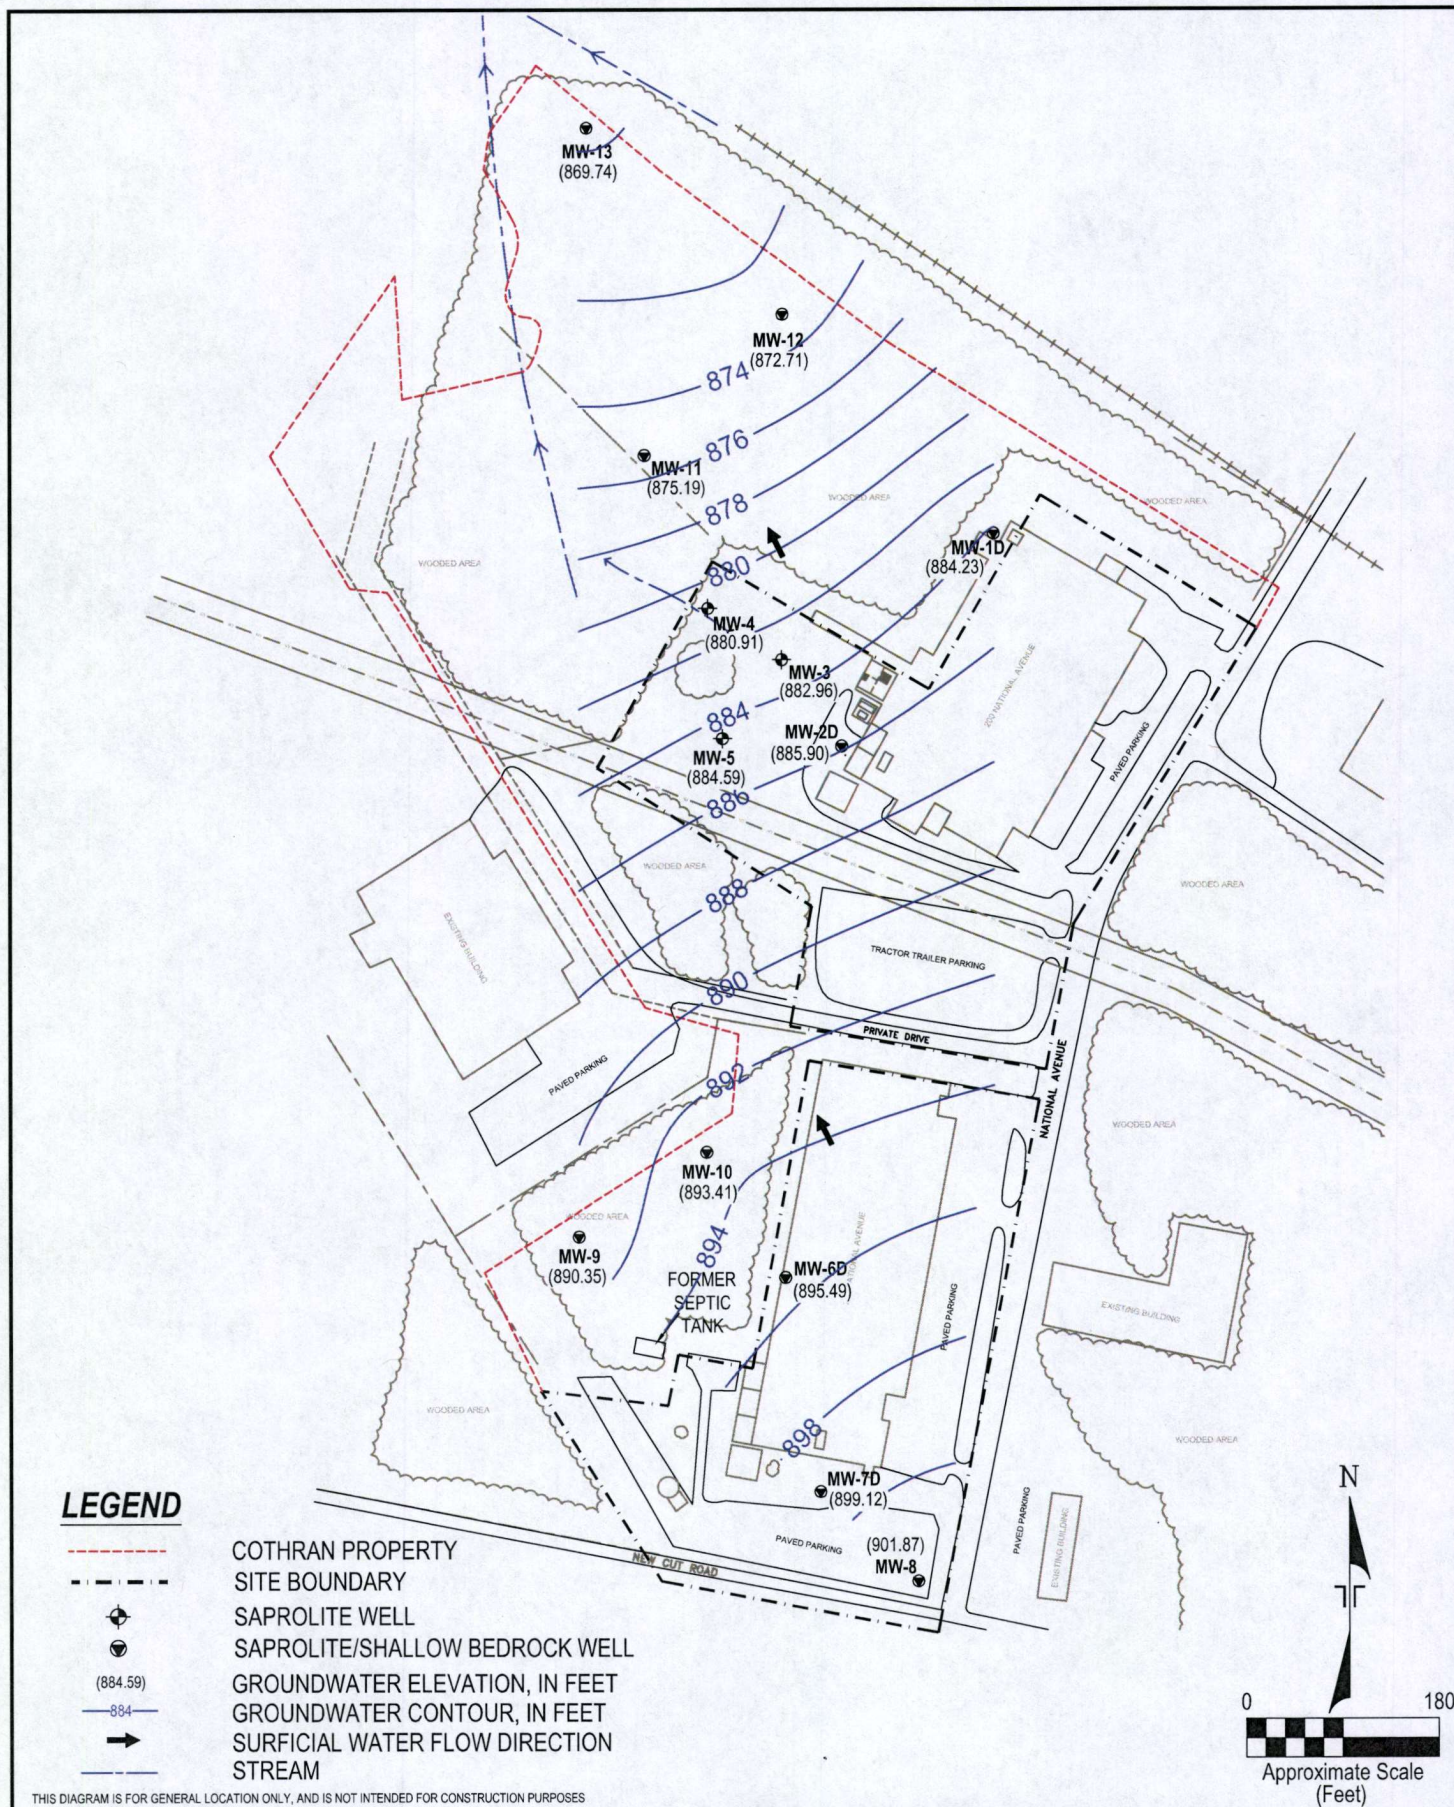 MW-13
(869.74)
MW-12
(872.71)
874
876
MW-11
(875.19)
878
WOODED AREA
WOODED AREA
MW-1D
(884.23)
WOODED AREA
880
MW-4
(880.91)
MW-3
(882.96)
200 NATIONAL AVENUE
884
MW-2D
(885.90)
MW-5
(884.59)
PAVED PARKING
886
WOODED AREA
888
WOODED AREA
EXISTING BUILDING
TRACTOR TRAILER PARKING
890
PRIVATE DRIVE
PAVED PARKING
892
NATIONAL AVENUE
WOODED AREA
MW-10
(893.41)
WOODED AREA
894
MW-9
(890.35)
FORMER
SEPTIC
TANK
MW-6D
(895.49)
NATIONAL AVENUE
PAVED PARKING
EXISTING BUILDING
WOODED AREA
898
WOODED AREA
MW-7D
(899.12)
PAVED PARKING
(901.87)
MW-8
PAVED PARKING
EXISTING BUILDING
NEW CUT ROAD
N
LEGEND
COTHRAN PROPERTY
SITE BOUNDARY
SAPROLITE WELL
SAPROLITE/SHALLOW BEDROCK WELL
(884.59) GROUNDWATER ELEVATION, IN FEET
884 GROUNDWATER CONTOUR, IN FEET
SURFICIAL WATER FLOW DIRECTION
STREAM
0 180
Approximate Scale
(Feet)
THIS DIAGRAM IS FOR GENERAL LOCATION ONLY, AND IS NOT INTENDED FOR CONSTRUCTION PURPOSES